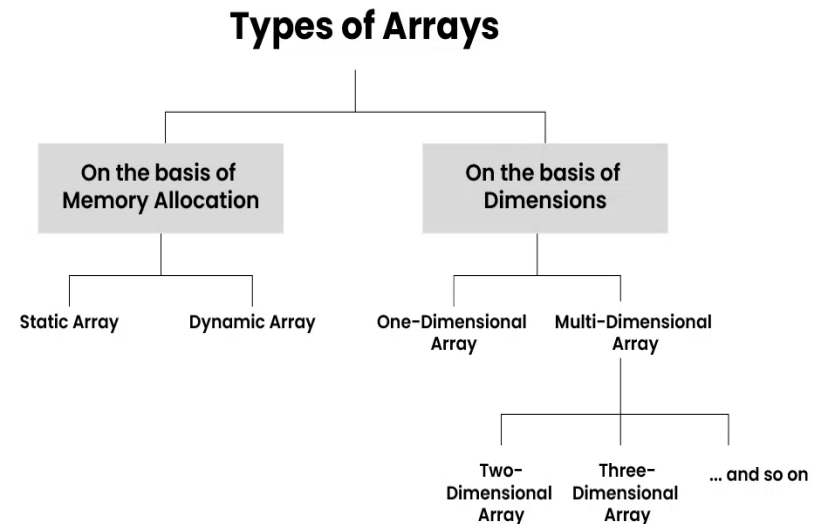 Types of Arrays
On the basis of
Memory Allocation
On the basis of
Dimensions
Static Array
Dynamic Array
One-Dimensional
Array
Multi-Dimensional
Array
Two-
Dimensional
Array
Three-
Dimensional
Array
... and so on